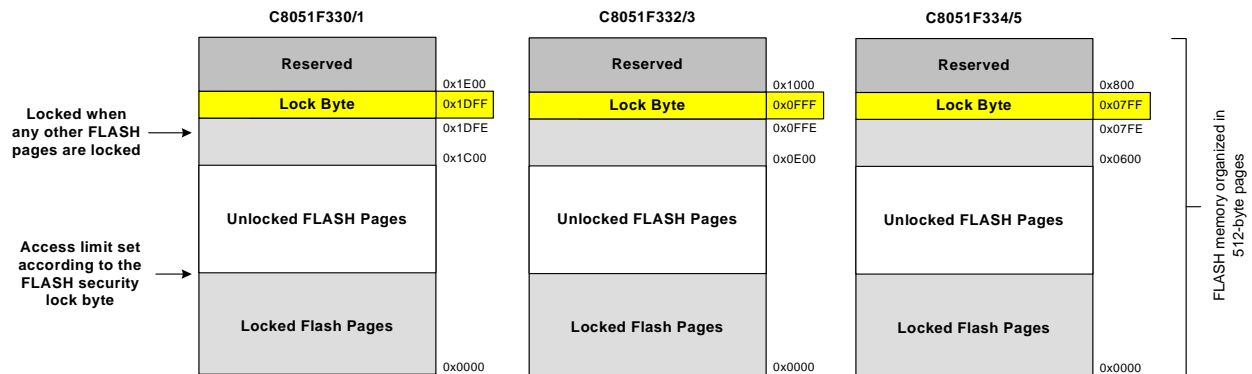 C8051F330/1
C8051F332/3
C8051F334/5
Reserved
0x1E00
Lock Byte
0x1DFF
0x1DFE
0x1C00
Unlocked FLASH Pages
Locked Flash Pages
0x0000
Reserved
0x1000
Lock Byte
0x0FFF
0x0FFE
0x0E00
Unlocked FLASH Pages
Locked Flash Pages
0x0000
Reserved
0x800
Lock Byte
0x07FF
0x07FE
0x0600
Unlocked FLASH Pages
Locked Flash Pages
0x0000
Locked when
any other FLASH
pages are locked
Access limit set
according to the
FLASH security
lock byte
FLASH memory organized in
512-byte pages